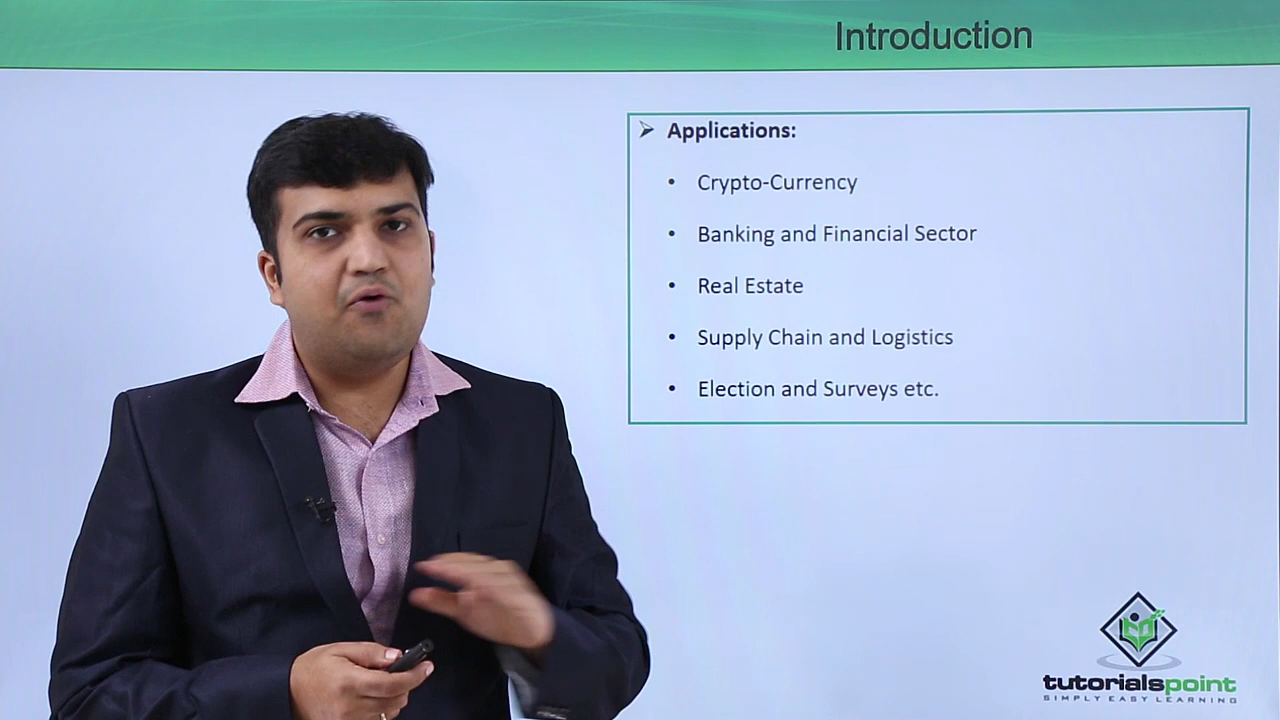 Introduction
➢ Applications:
• Crypto-Currency
• Banking and Financial Sector
• Real Estate
• Supply Chain and Logistics
• Election and Surveys etc.
tutorialspoint
SIMPLY EASY LEARNING